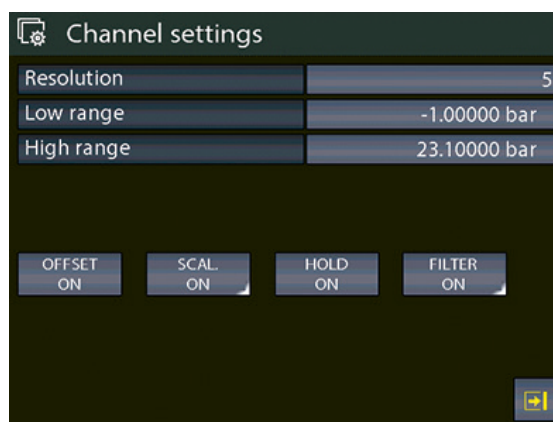 Channel settings
Resolution 5
Low range -1.00000 bar
High range 23.10000 bar
OFFSET SCAL. HOLD FILTER
ON ON ON ON